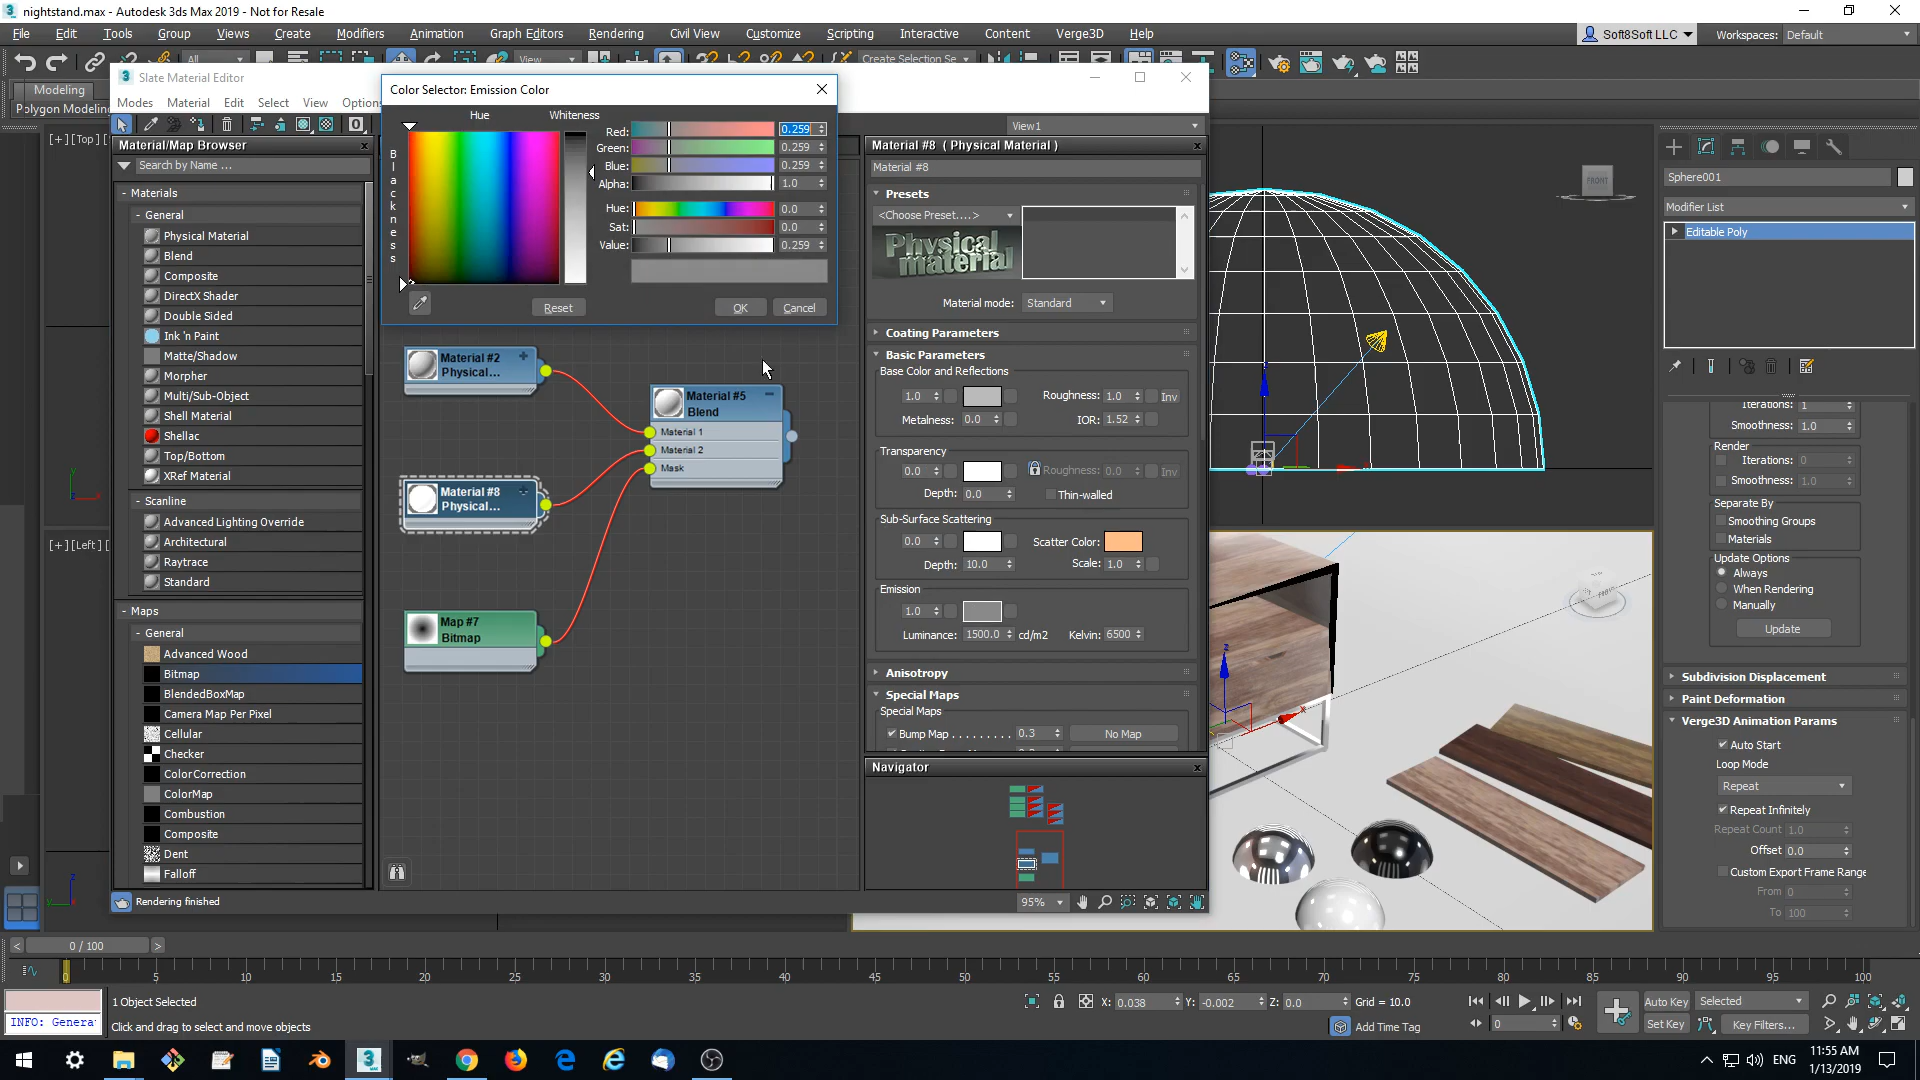 nightstand.max - Autodesk 3ds Max 2019 - Not for Resale
File Edit Tools Group Views Create Modifiers Animation Graph Editors Rendering Civil View Customize Scripting Interactive Content Verge3D Help
Soft8Soft LLC Workspaces: Default
All View Create Selection Se
Modeling
Polygon Modeling
Slate Material Editor
Modes Material Edit Select View Options
View1
Material/Map Browser
Search by Name ...
- Materials
- General
Physical Material
Blend
Composite
DirectX Shader
Double Sided
Ink 'n Paint
Matte/Shadow
Morpher
Multi/Sub-Object
Shell Material
Shellac
Top/Bottom
XRef Material
- Scanline
Advanced Lighting Override
Architectural
Raytrace
Standard
- Maps
- General
Advanced Wood
Bitmap
BlendedBoxMap
Camera Map Per Pixel
Cellular
Checker
ColorCorrection
ColorMap
Combustion
Composite
Dent
Falloff
Rendering finished
Color Selector: Emission Color
Hue Whiteness
Blackness
Red: 0.259
Green: 0.259
Blue: 0.259
Alpha: 1.0
Hue: 0.0
Sat: 0.0
Value: 0.259
Reset OK Cancel
Material #2
Physical...
Material #5
Blend
Material 1
Material 2
Mask
Material #8
Physical...
Map #7
Bitmap
Material #8 ( Physical Material )
Material #8
Presets
<Choose Preset....>
Physical material
Material mode: Standard
Coating Parameters
Basic Parameters
Base Color and Reflections
1.0 Roughness: 1.0 Inv
Metalness: 0.0 IOR: 1.52
Transparency
0.0 Roughness: 0.0 Inv
Depth: 0.0 Thin-walled
Sub-Surface Scattering
0.0 Scatter Color:
Depth: 10.0 Scale: 1.0
Emission
1.0
Luminance: 1500.0 cd/m2 Kelvin: 6500
Anisotropy
Special Maps
Special Maps
Bump Map . . . . . . . . . 0.3 No Map
Navigator
95%
[+] [Top] [
[+] [Left] [
FRONT
Sphere001
Modifier List
Editable Poly
Iterations: 1
Smoothness: 1.0
Render
Iterations: 0
Smoothness: 1.0
Separate By
Smoothing Groups
Materials
Update Options
Always
When Rendering
Manually
Update
Subdivision Displacement
Paint Deformation
Verge3D Animation Params
Auto Start
Loop Mode
Repeat
Repeat Infinitely
Repeat Count 1.0
Offset 0.0
Custom Export Frame Range
From 0
To 100
< 0 / 100 >
0 5 10 15 20 25 30 35 40 45 50 55 60 65 70 75 80 85 90 95 100
INFO: Genera
1 Object Selected
Click and drag to select and move objects
X: 0.038 Y: -0.002 Z: 0.0 Grid = 10.0
Add Time Tag
0
Auto Key Selected
Set Key Key Filters...
ENG
11:55 AM
1/13/2019